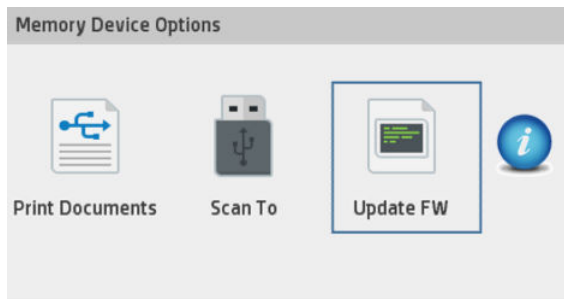 Memory Device Options
Print Documents
Scan To
Update FW
i